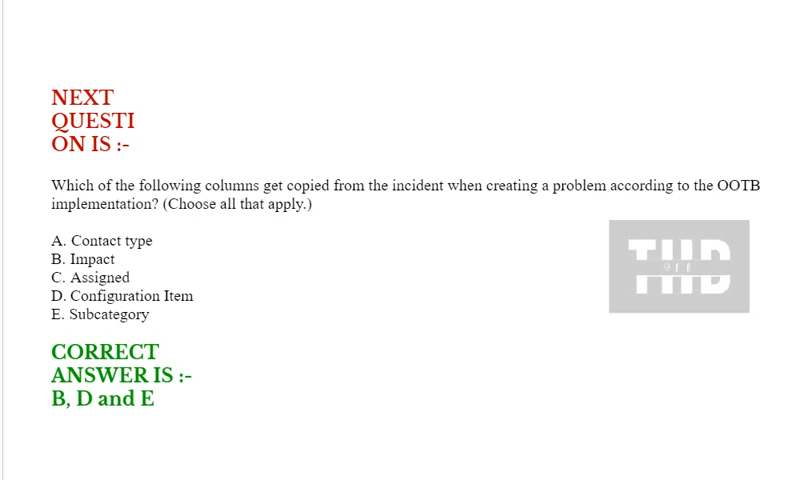 NEXT
QUESTI
ON IS :-
Which of the following columns get copied from the incident when creating a problem according to the OOTB
implementation? (Choose all that apply.)
A. Contact type
B. Impact
C. Assigned
D. Configuration Item
E. Subcategory
THD
CORRECT
ANSWER IS :-
B, D and E